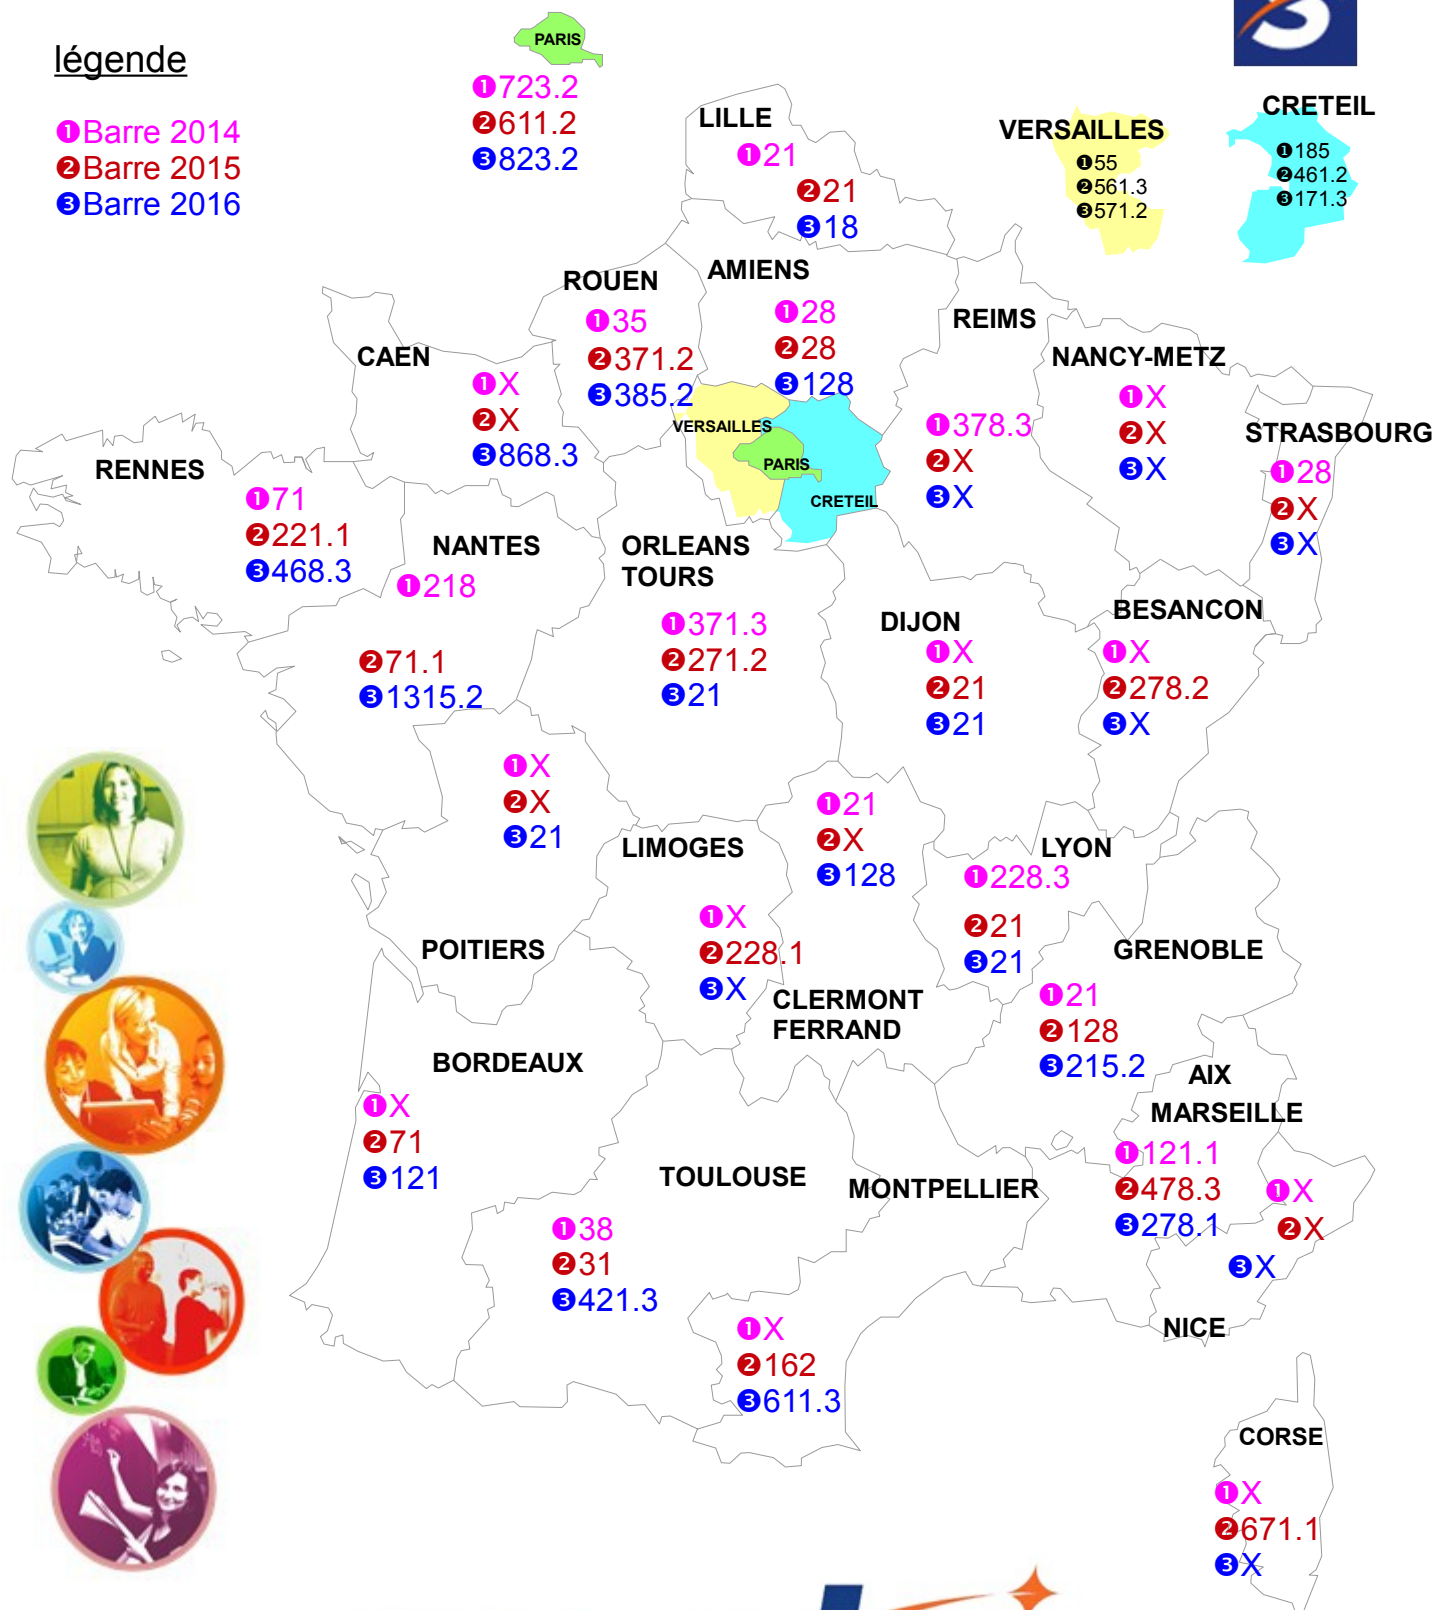 légende
❶Barre 2014
❷Barre 2015
❸Barre 2016
PARIS
❶723.2
❷611.2
❸823.2
LILLE
❶21
❷21
❸18
VERSAILLES
❶55
❷561.3
❸571.2
CRETEIL
❶185
❷461.2
❸171.3
ROUEN
❶35
❷371.2
❸385.2
AMIENS
❶28
❷28
❸128
REIMS
❶378.3
❷X
❸X
NANCY-METZ
❶X
❷X
❸X
STRASBOURG
❶28
❷X
❸X
CAEN
❶X
❷X
❸868.3
VERSAILLES
PARIS
CRETEIL
RENNES
❶71
❷221.1
❸468.3
NANTES
❶218
❷71.1
❸1315.2
ORLEANS
TOURS
❶371.3
❷271.2
❸21
DIJON
❶X
❷21
❸21
BESANCON
❶X
❷278.2
❸X
❶X
❷X
❸21
POITIERS
LIMOGES
❶X
❷228.1
❸X
❶21
❷X
❸128
CLERMONT
FERRAND
LYON
❶228.3
❷21
❸21
GRENOBLE
❶21
❷128
❸215.2
BORDEAUX
❶X
❷71
❸121
AIX
MARSEILLE
❶121.1
❷478.3
❸278.1
TOULOUSE
❶38
❷31
❸421.3
MONTPELLIER
❶X
❷162
❸611.3
❶X
❷X
❸X
NICE
CORSE
❶X
❷671.1
❸X